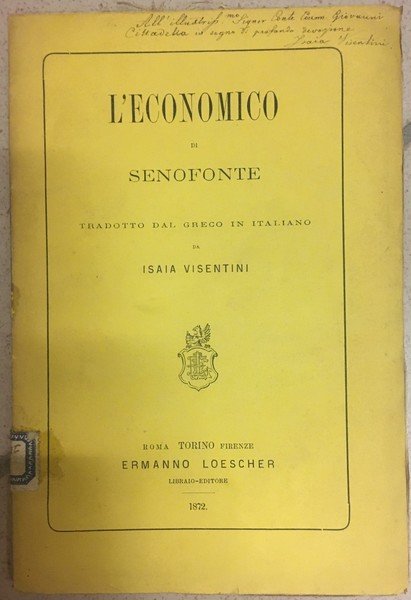 All'illustriss.mo Signor Conte Comm Giovanni
Cittadella in segno di profonda devozione
Isaia Visentini
L'ECONOMICO
DI
SENOFONTE
TRADOTTO DAL GRECO IN ITALIANO
DA
ISAIA VISENTINI
ROMA TORINO FIRENZE
ERMANNO LOESCHER
LIBRAIO-EDITORE
1872.